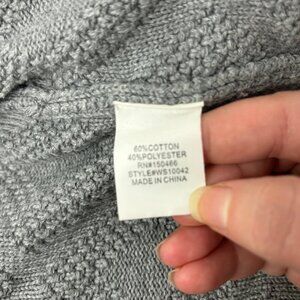 60%COTTON
40%POLYESTER
RN#150466
STYLE#WS10042
MADE IN CHINA